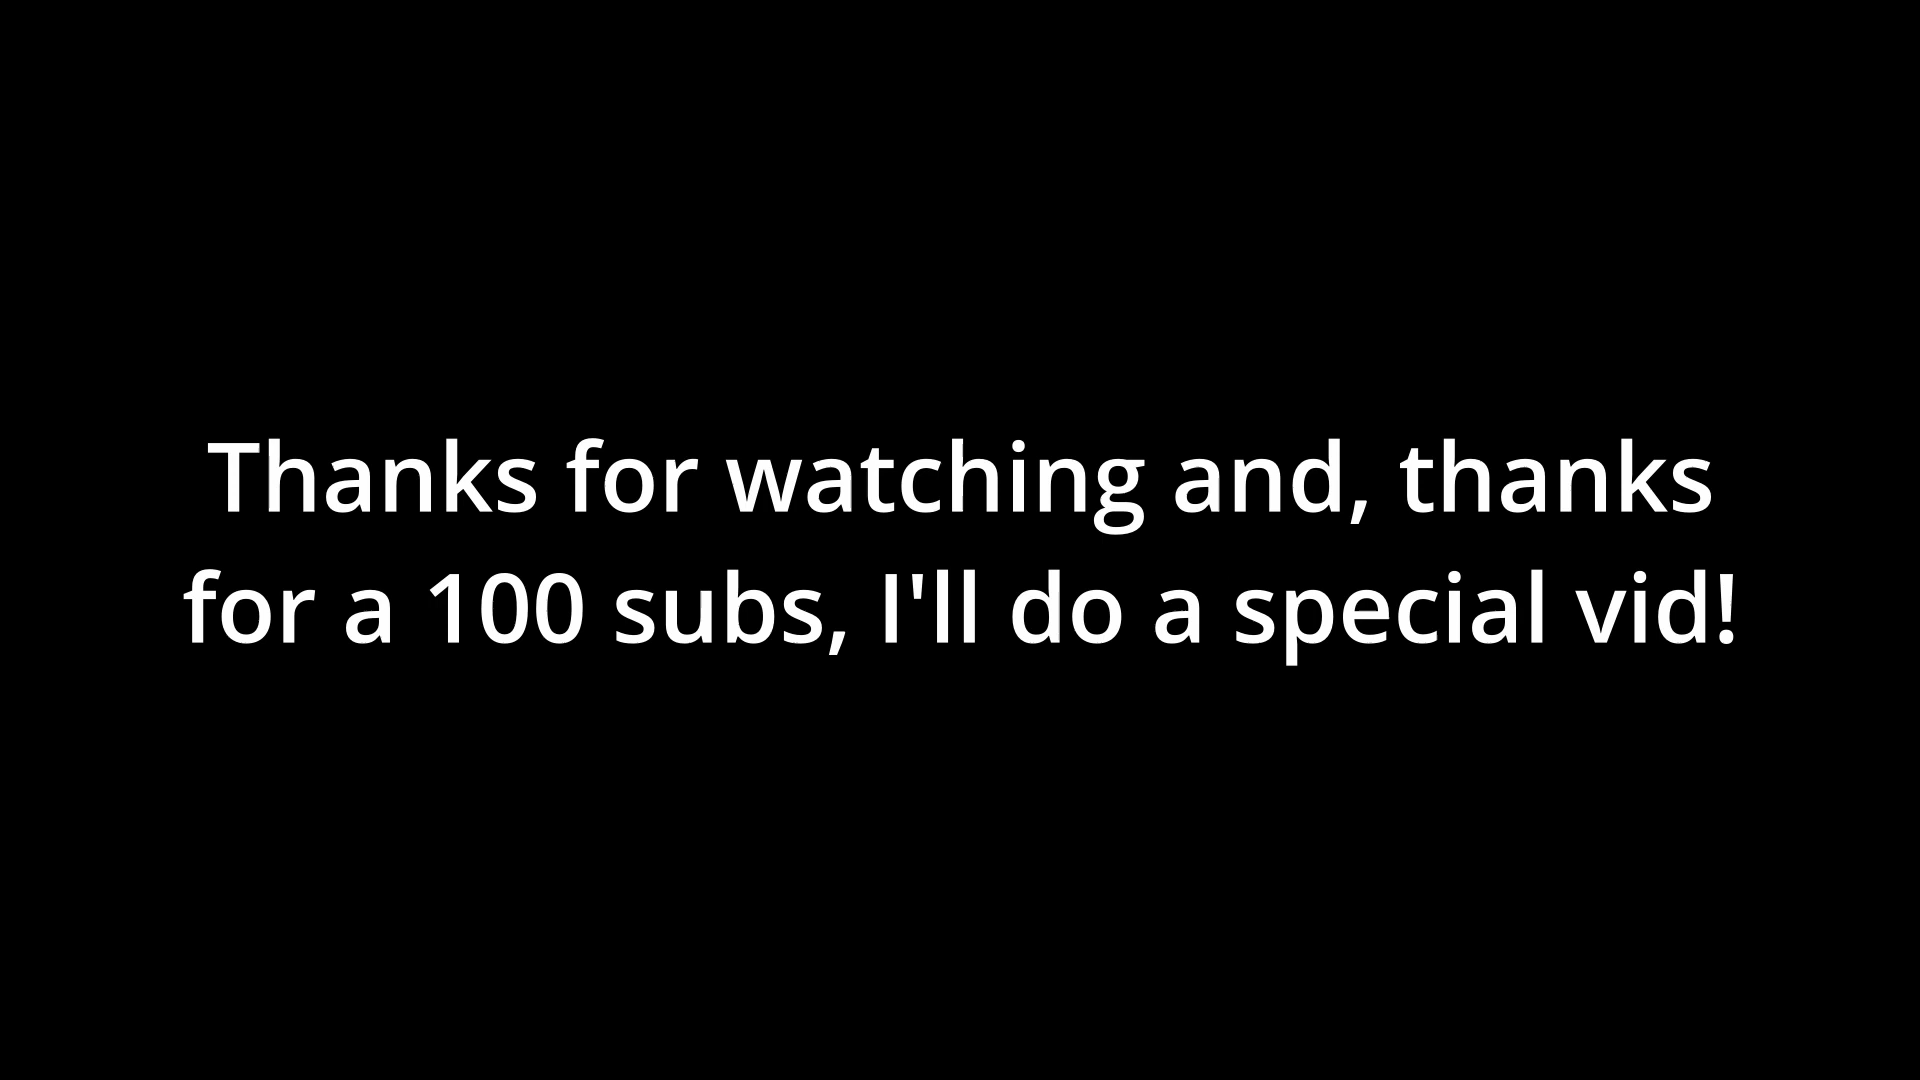 Thanks for watching and, thanks
for a 100 subs, I'll do a special vid!